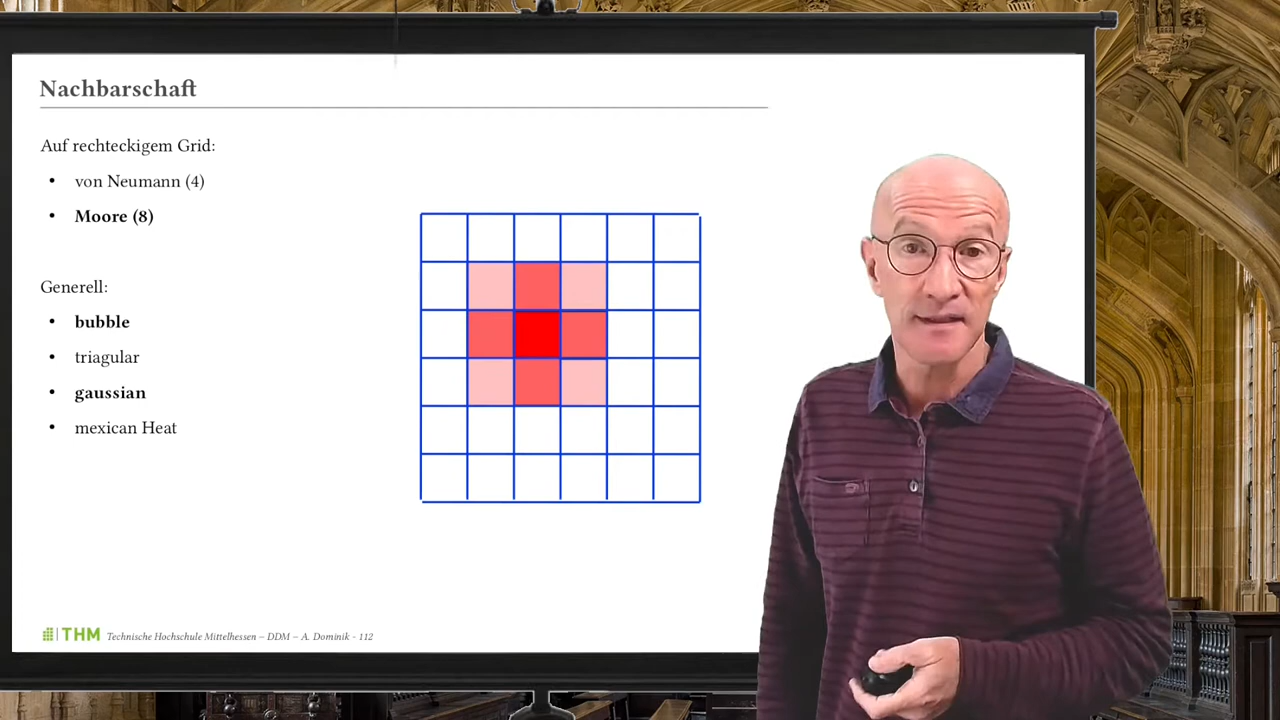 Nachbarschaft
Auf rechteckigem Grid:
• von Neumann (4)
• Moore (8)
Generell:
• bubble
• triagular
• gaussian
• mexican Heat
THM Technische Hochschule Mittelhessen – DDM – A. Dominik - 112